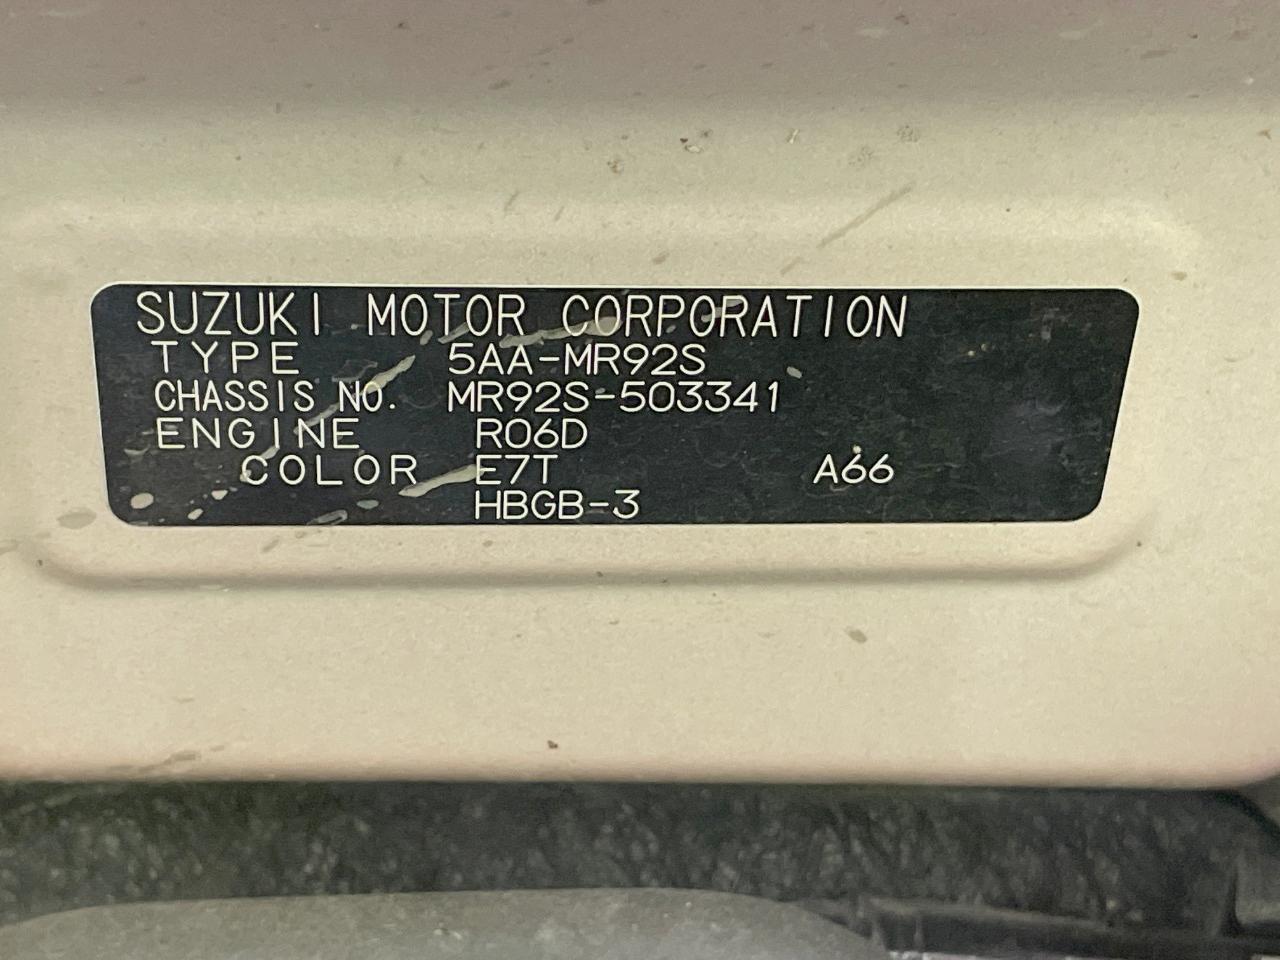 SUZUKI MOTOR CORPORATION
TYPE 5AA-MR92S
CHASSIS NO. MR92S-503341
ENGINE R06D
COLOR E7T A66
HBGB-3